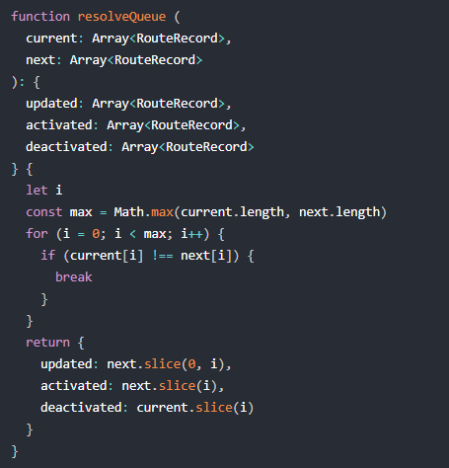 function resolveQueue (
  current: Array<RouteRecord>,
  next: Array<RouteRecord>
): {
  updated: Array<RouteRecord>,
  activated: Array<RouteRecord>,
  deactivated: Array<RouteRecord>
} {
  let i
  const max = Math.max(current.length, next.length)
  for (i = 0; i < max; i++) {
    if (current[i] !== next[i]) {
      break
    }
  }
  return {
    updated: next.slice(0, i),
    activated: next.slice(i),
    deactivated: current.slice(i)
  }
}